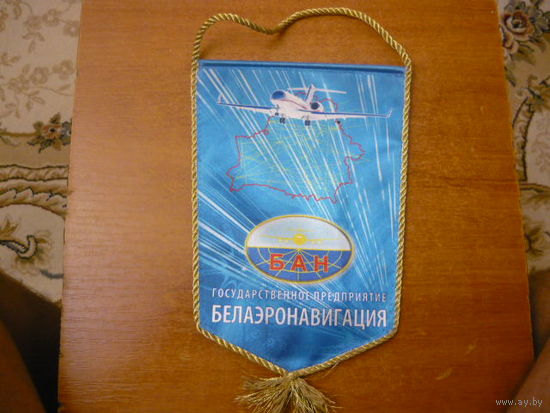 БАН
ГОСУДАРСТВЕННОЕ ПРЕДПРИЯТИЕ
БЕЛАЭРОНАВИГАЦИЯ
www.ay.by